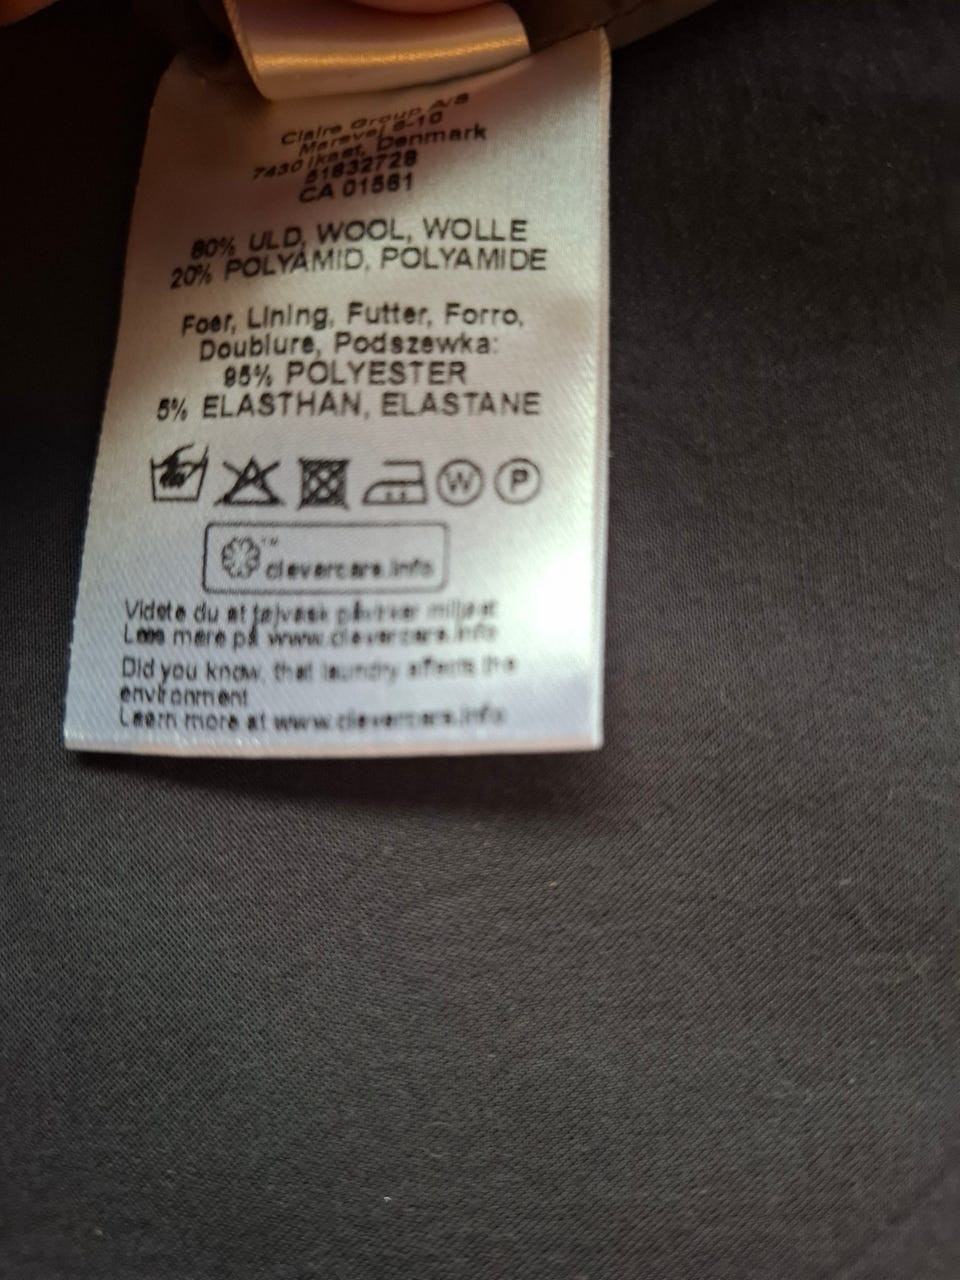 Claire Group A/S
Marsvej 8-10
7430 Ikast, Denmark
51832728
CA 01561
80% ULD, WOOL, WOLLE
20% POLYAMID, POLYAMIDE
Foer, Lining, Futter, Forro,
Doublure, Podszewka:
95% POLYESTER
5% ELASTHAN, ELASTANE
W P
™
clevercare.info
Vidste du at tøjvask påvirker miljøet
Læs mere på www.clevercare.info
Did you know, that laundry affects the
environment
Learn more at www.clevercare.info